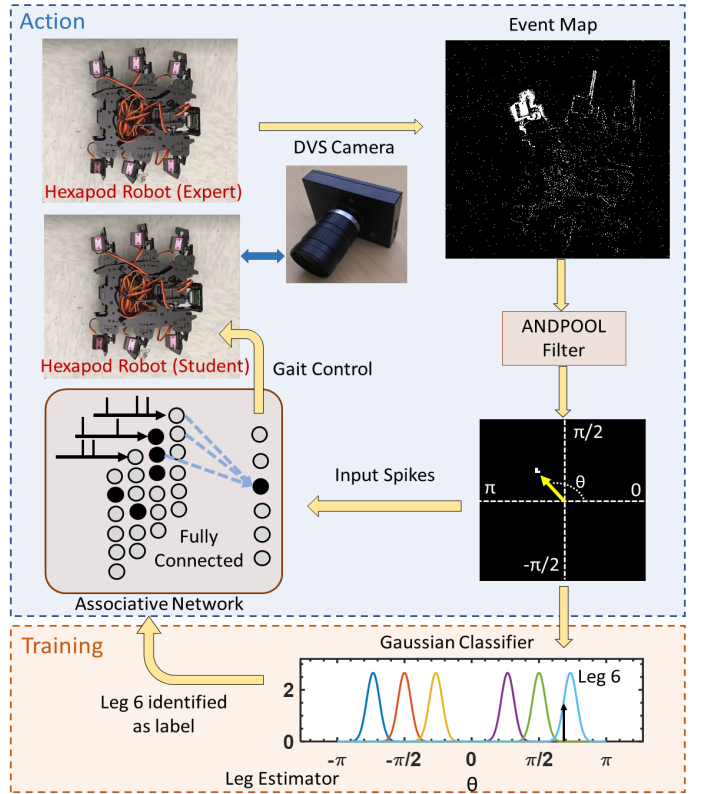 Action
Event Map
DVS Camera
Hexapod Robot (Expert)
Hexapod Robot (Student)
ANDPOOL
Filter
Gait Control
π/2
Input Spikes
π
θ
0
-π/2
Fully
Connected
Associative Network
Training
Gaussian Classifier
Leg 6
2
0
Leg 6 identified
as label
-π
-π/2
0
π/2
π
Leg Estimator
θ